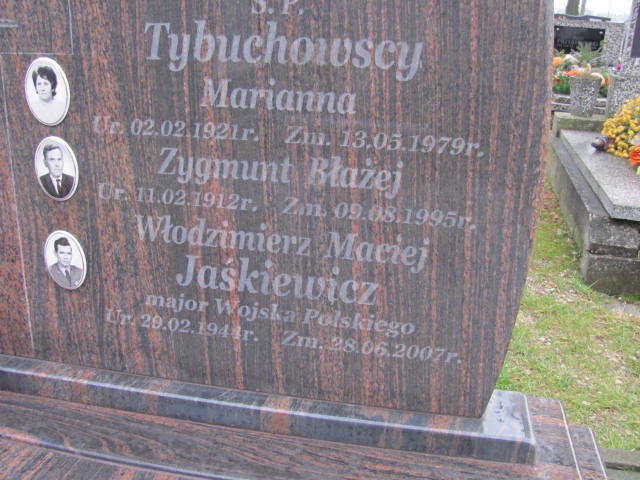 Ś.P.
Tybuchowscy
Marianna
Ur. 02.02.1921r. Zm. 13.05.1979r.
Zygmunt Błażej
Ur. 11.02.1912r. Zm. 09.08.1995r.
Włodzimierz Maciej
Jaśkiewicz
major Wojska Polskiego
Ur. 29.02.1944r. Zm. 28.06.2007r.